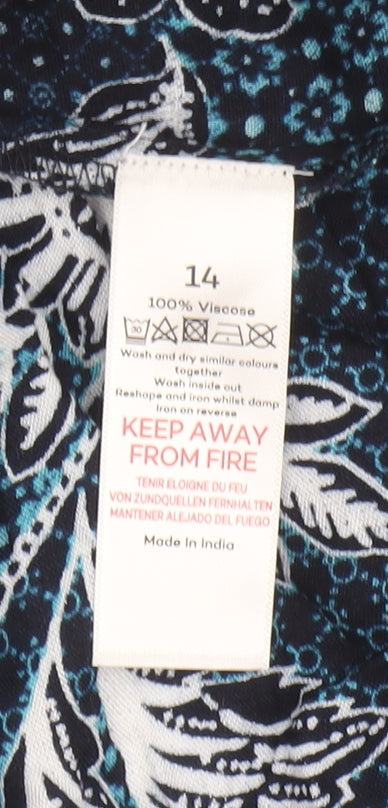 14
100% Viscose
30
Wash and dry similar colours
together
Wash inside out
Reshape and iron whilst damp
Iron on reverse
KEEP AWAY
FROM FIRE
TENIR ELOIGNE DU FEU
VON ZUNDQUELLEN FERNHALTEN
MANTENER ALEJADO DEL FUEGO
Made In India